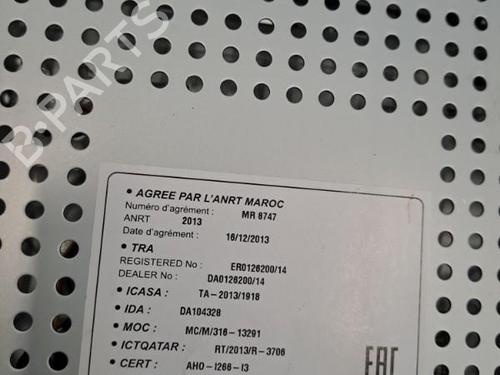 B-PARTS
• AGREE PAR L'ANRT MAROC
Numéro d'agrément : MR 8747
ANRT 2013
Date d'agrément : 16/12/2013
• TRA
REGISTERED No : ER0126200/14
DEALER No : DA0126200/14
• ICASA : TA-2013/1918
• IDA : DA104328
• MOC : MC/M/316-13291
• ICTQATAR : RT/2013/R-3706
• CERT : AHO-I266-I3
EAC